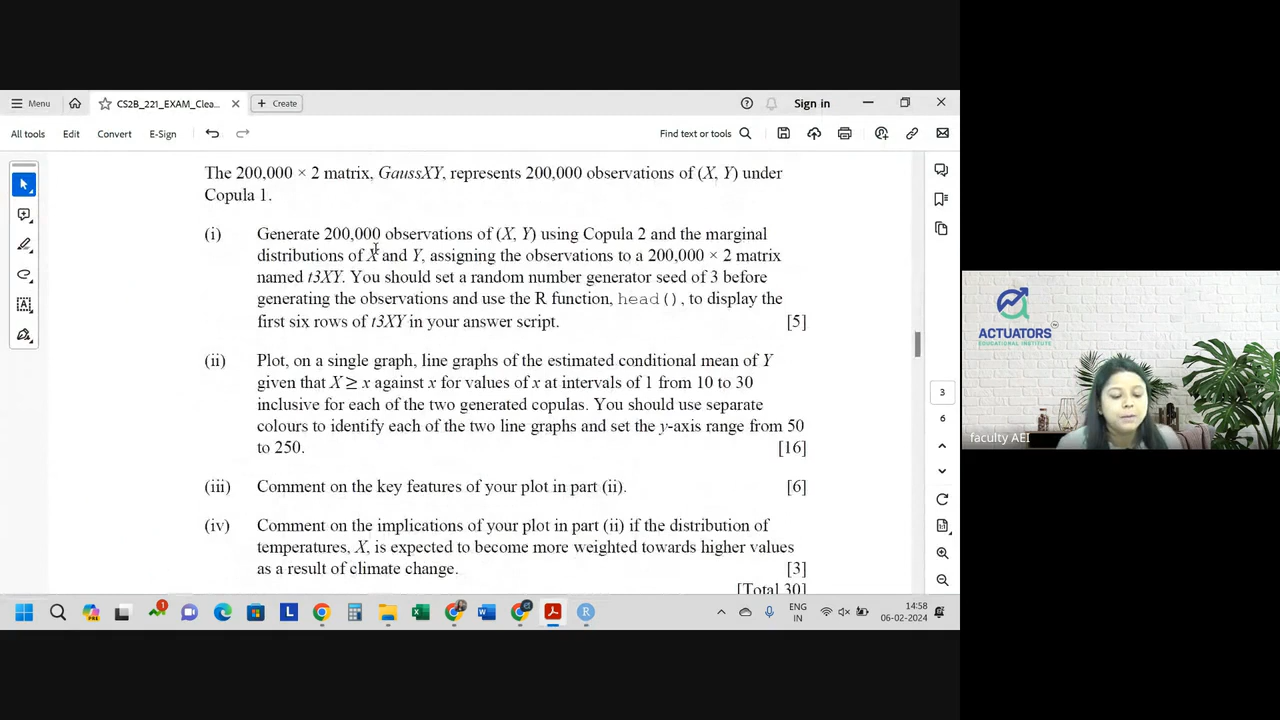 Menu
CS2B_221_EXAM_Clea...
Create
Sign in
All tools
Edit
Convert
E-Sign
Find text or tools
The 200,000 × 2 matrix, GaussXY, represents 200,000 observations of (X, Y) under
Copula 1.
(i) Generate 200,000 observations of (X, Y) using Copula 2 and the marginal
distributions of X and Y, assigning the observations to a 200,000 × 2 matrix
named t3XY. You should set a random number generator seed of 3 before
generating the observations and use the R function, head(), to display the
first six rows of t3XY in your answer script. [5]
(ii) Plot, on a single graph, line graphs of the estimated conditional mean of Y
given that X ≥ x against x for values of x at intervals of 1 from 10 to 30
inclusive for each of the two generated copulas. You should use separate
colours to identify each of the two line graphs and set the y-axis range from 50
to 250. [16]
(iii) Comment on the key features of your plot in part (ii). [6]
(iv) Comment on the implications of your plot in part (ii) if the distribution of
temperatures, X, is expected to become more weighted towards higher values
as a result of climate change. [3]
[Total 30]
3
6
ACTUATORS
EDUCATIONAL INSTITUTE
faculty AEI
ENG
IN
14:58
06-02-2024